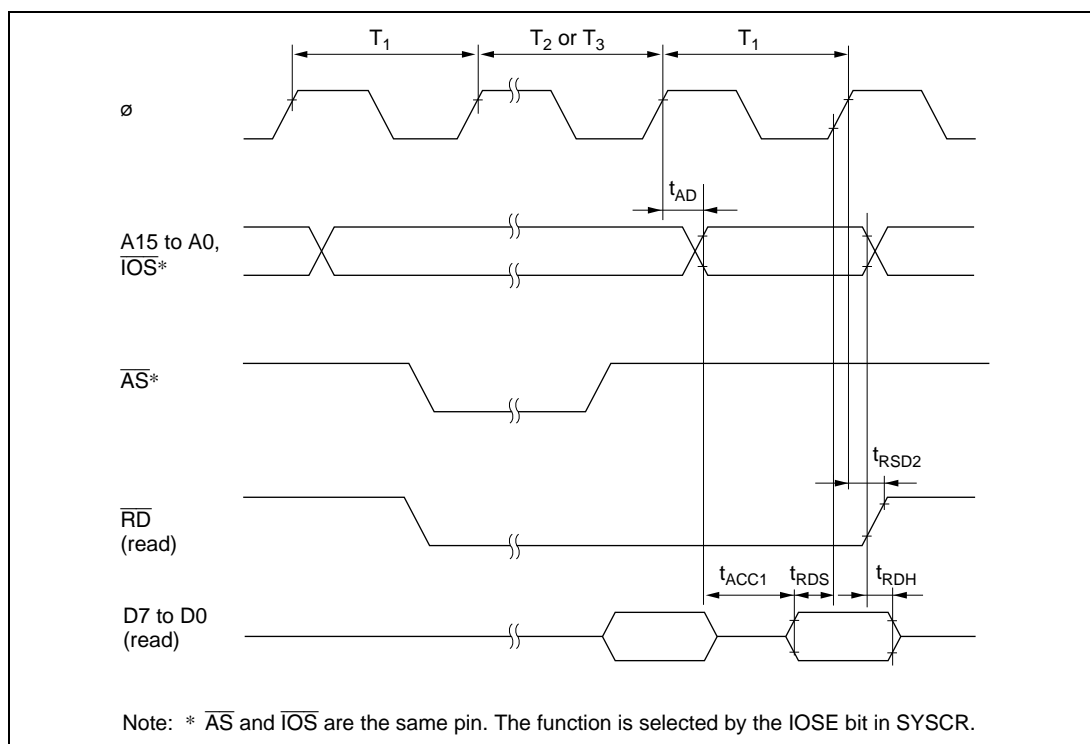 T1 T2 or T3 T1
ø
tAD
A15 to A0,
IOS*
AS*
tRSD2
RD
(read)
tACC1 tRDS tRDH
D7 to D0
(read)
Note: * AS and IOS are the same pin. The function is selected by the IOSE bit in SYSCR.